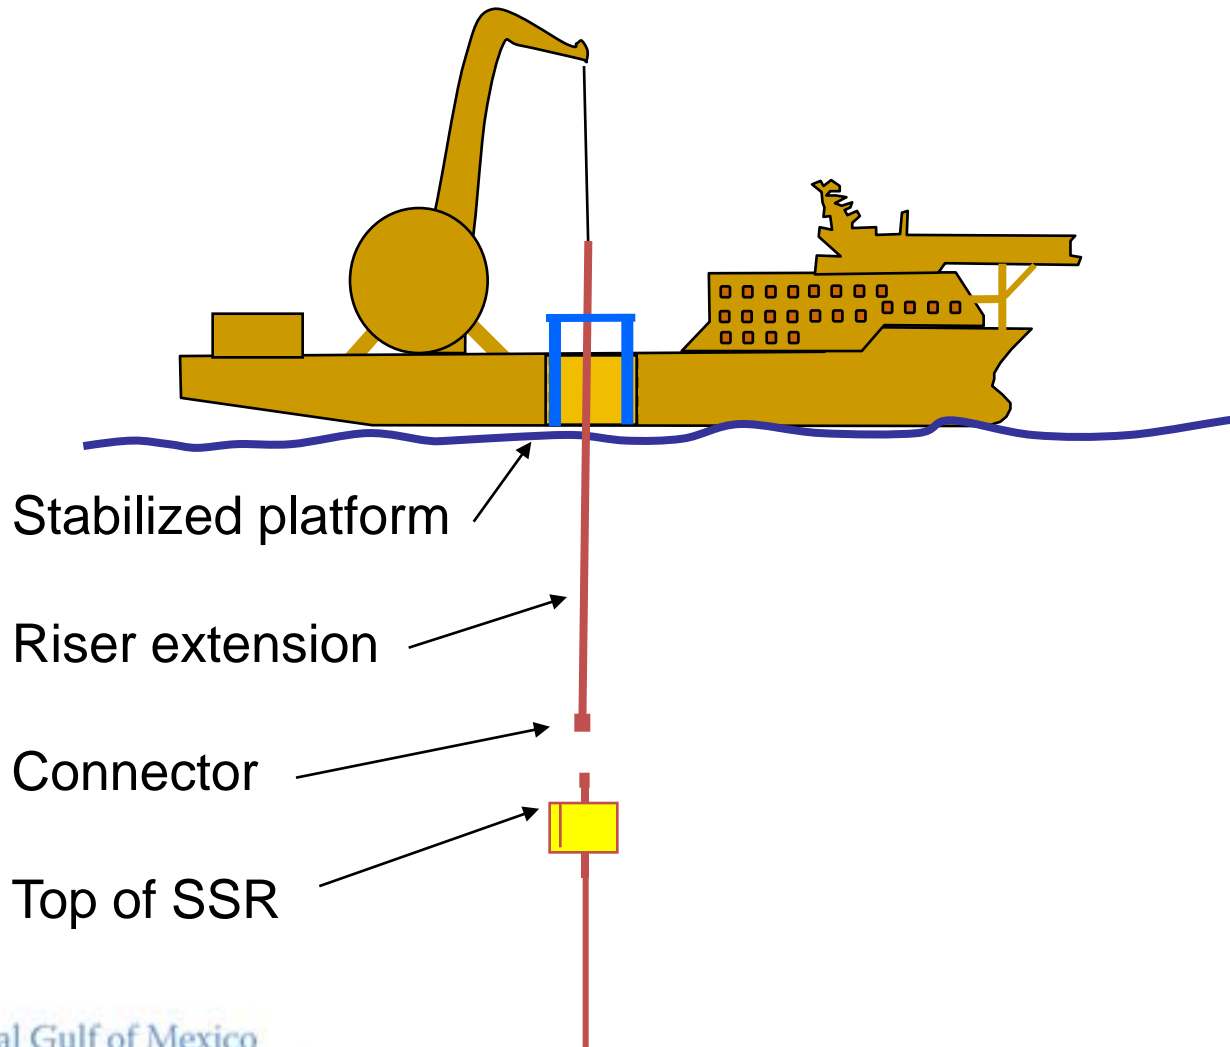 Stabilized platform
Riser extension
Connector
Top of SSR
al Gulf of Mexico